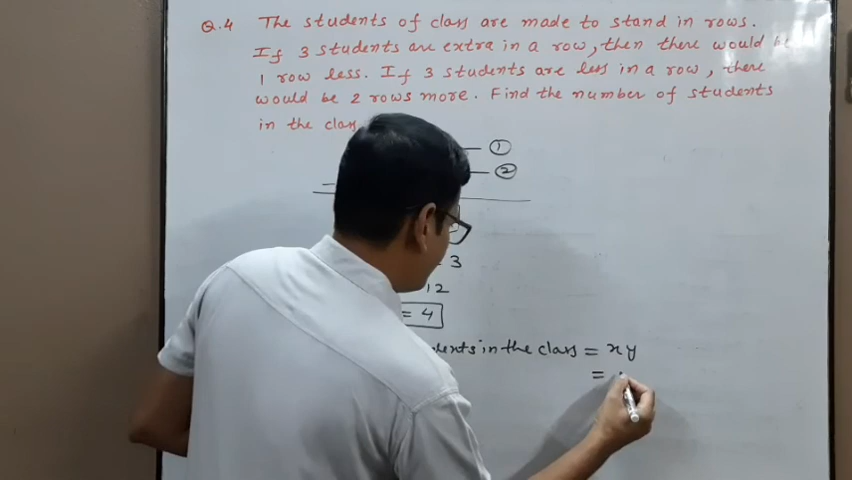 Q.4 The students of class are made to stand in rows.
If 3 students are extra in a row, then there would be
1 row less. If 3 students are less in a row, there
would be 2 rows more. Find the number of students
in the class
1
2
3
12
= 4
in the class = xy
=